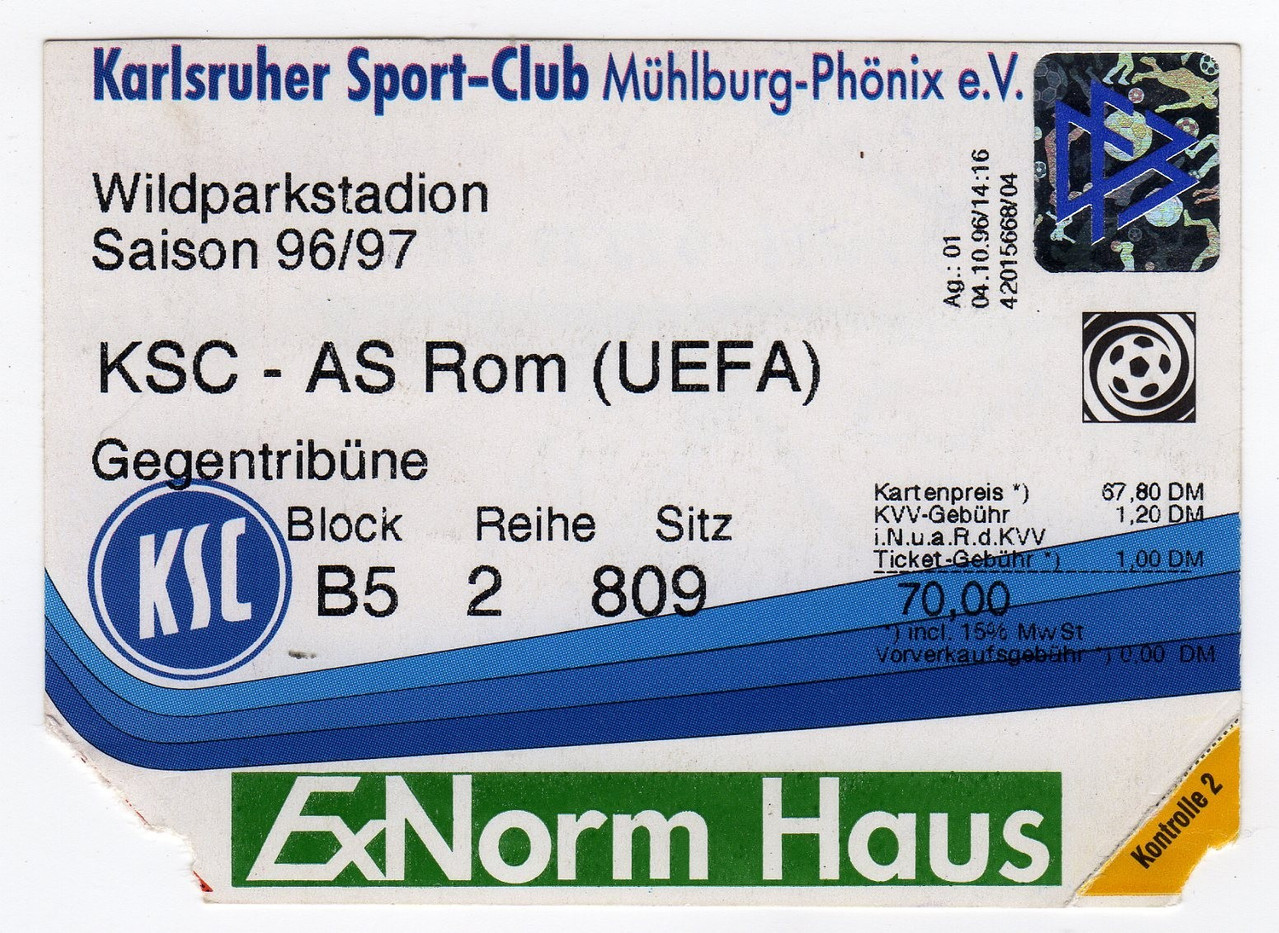 Karlsruher Sport-Club Mühlburg-Phönix e.V.
Wildparkstadion
Saison 96/97
Ag.: 01
04.10.96/14:16
42015668/04
KSC - AS Rom (UEFA)
Gegentribüne
KSC
Block Reihe Sitz
B5 2 809
Kartenpreis *) 67,80 DM
KVV-Gebühr 1,20 DM
i.N.u.a.R.d.KVV
Ticket-Gebühr *) 1,00 DM
70,00
*) incl. 15% MwSt
Vorverkaufsgebühr *) 0,00 DM
ExNorm Haus
Kontrolle 2